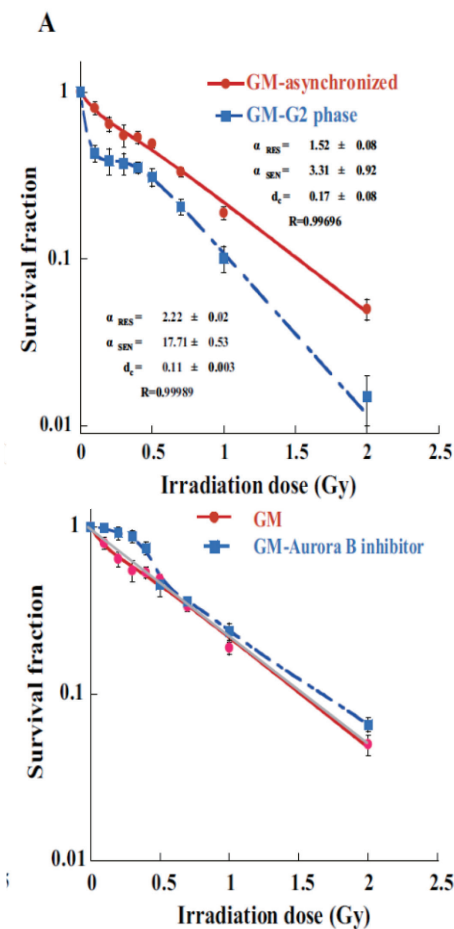 A
GM-asynchronized
GM-G2 phase
α RES = 1.52 ± 0.08
α SEN = 3.31 ± 0.92
dc = 0.17 ± 0.08
R=0.99696
α RES = 2.22 ± 0.02
α SEN = 17.71 ± 0.53
dc = 0.11 ± 0.003
R=0.99989
Survival fraction
1
0.1
0.01
0 0.5 1 1.5 2 2.5
Irradiation dose (Gy)
GM
GM-Aurora B inhibitor
Survival fraction
1
0.1
0.01
0 0.5 1 1.5 2 2.5
Irradiation dose (Gy)